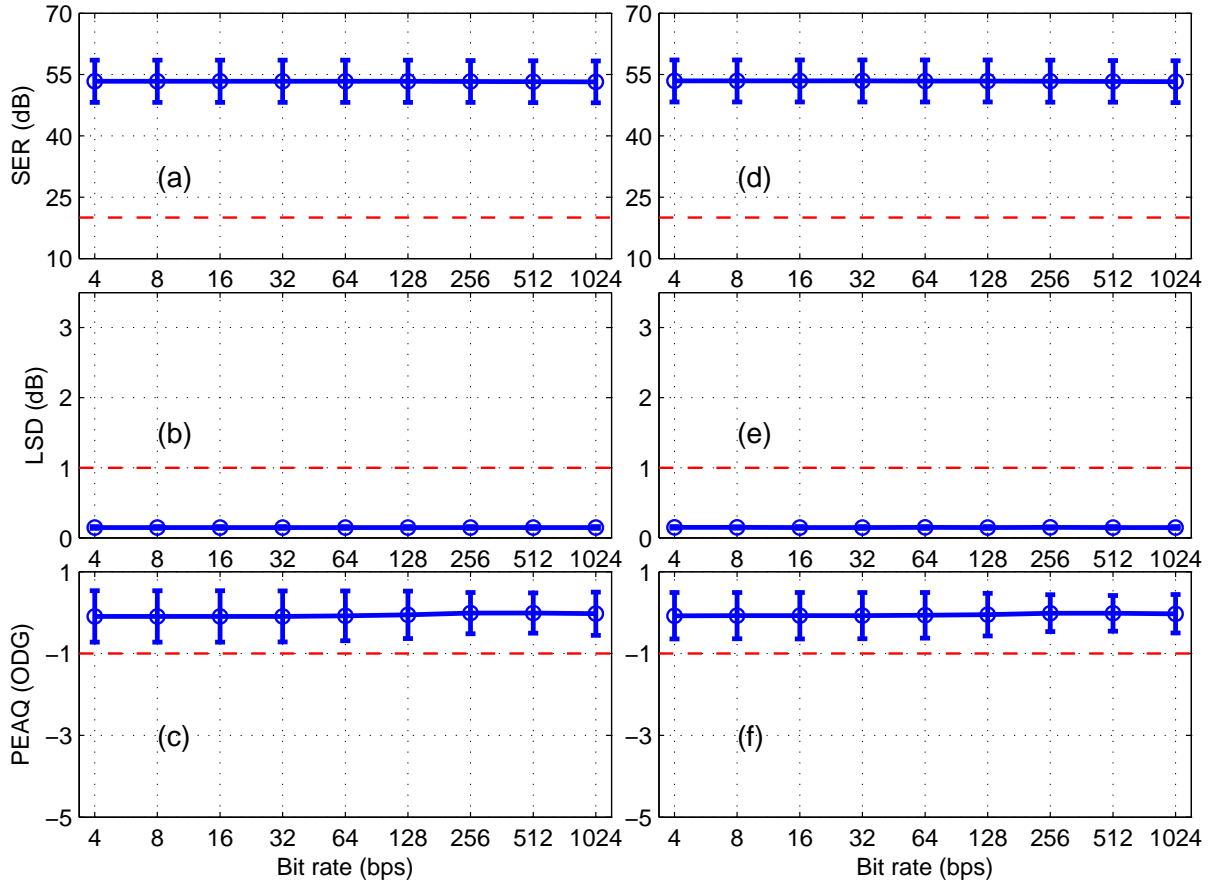 70
55
40
25
10
SER (dB)
(a)
4 8 16 32 64 128 256 512 1024
70
55
40
25
10
(d)
4 8 16 32 64 128 256 512 1024
3
2
1
0
LSD (dB)
(b)
4 8 16 32 64 128 256 512 1024
3
2
1
0
(e)
4 8 16 32 64 128 256 512 1024
1
−1
−3
−5
PEAQ (ODG)
(c)
4 8 16 32 64 128 256 512 1024
Bit rate (bps)
1
−1
−3
−5
(f)
4 8 16 32 64 128 256 512 1024
Bit rate (bps)